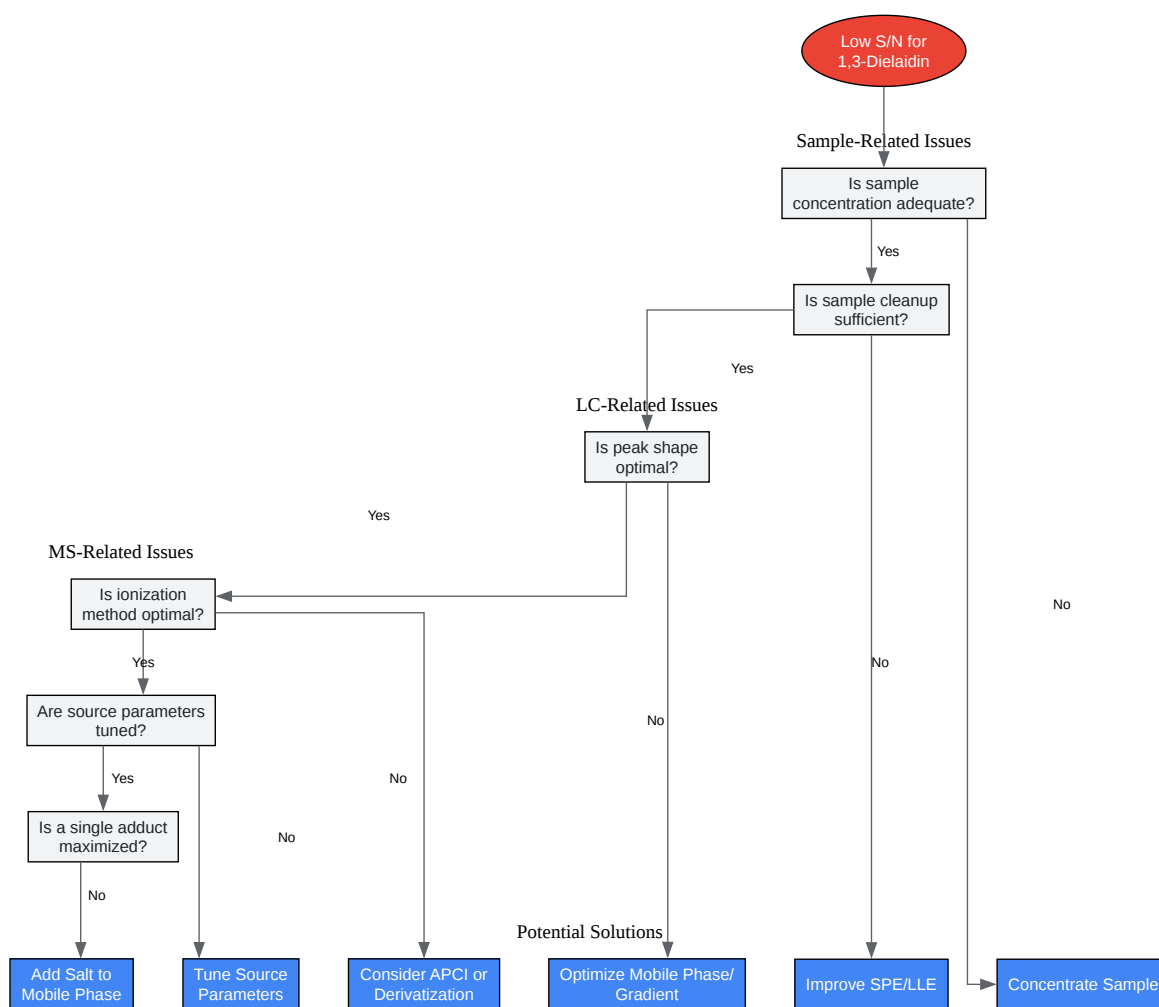 Low S/N for
1,3-Dielaidin
Sample-Related Issues
Is sample
concentration adequate?
Yes
Is sample cleanup
sufficient?
Yes
LC-Related Issues
Is peak shape
optimal?
Yes
MS-Related Issues
Is ionization
method optimal?
No
Yes
No
Are source parameters
tuned?
No
Yes
No
Is a single adduct
maximized?
No
No
Potential Solutions
Add Salt to
Mobile Phase
Tune Source
Parameters
Consider APCI or
Derivatization
Optimize Mobile Phase/
Gradient
Improve SPE/LLE
Concentrate Sample